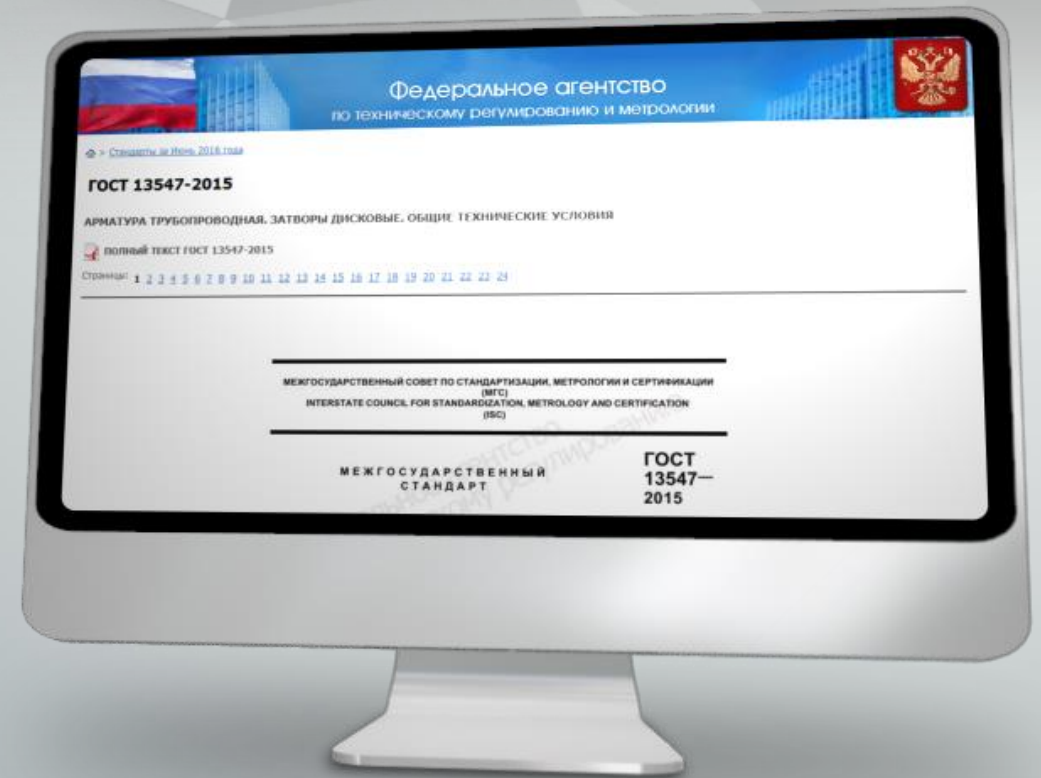 Федеральное агентство
по техническому регулированию и метрологии
> Стандарты за Июнь 2016 года
ГОСТ 13547-2015
АРМАТУРА ТРУБОПРОВОДНАЯ. ЗАТВОРЫ ДИСКОВЫЕ. ОБЩИЕ ТЕХНИЧЕСКИЕ УСЛОВИЯ
ПОЛНЫЙ ТЕКСТ ГОСТ 13547-2015
Страницы: 1 2 3 4 5 6 7 8 9 10 11 12 13 14 15 16 17 18 19 20 21 22 23 24
МЕЖГОСУДАРСТВЕННЫЙ СОВЕТ ПО СТАНДАРТИЗАЦИИ, МЕТРОЛОГИИ И СЕРТИФИКАЦИИ
(МГС)
INTERSTATE COUNCIL FOR STANDARDIZATION, METROLOGY AND CERTIFICATION
(ISC)
МЕЖГОСУДАРСТВЕННЫЙ
СТАНДАРТ
ГОСТ
13547—
2015